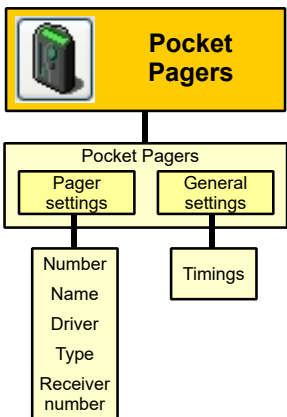 Pocket
Pagers
Pocket Pagers
Pager
settings
General
settings
Number
Name
Driver
Type
Receiver
number
Timings